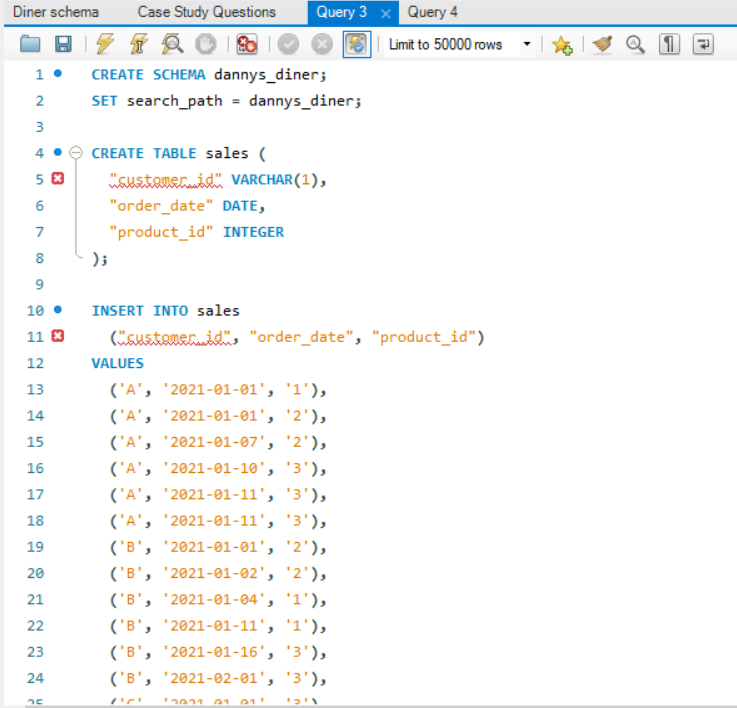 Diner schema Case Study Questions Query 3 Query 4
Limit to 50000 rows
1 CREATE SCHEMA dannys_diner;
2 SET search_path = dannys_diner;
3
4 CREATE TABLE sales (
5 "customer_id" VARCHAR(1),
6 "order_date" DATE,
7 "product_id" INTEGER
8 );
9
10 INSERT INTO sales
11 ("customer_id", "order_date", "product_id")
12 VALUES
13 ('A', '2021-01-01', '1'),
14 ('A', '2021-01-01', '2'),
15 ('A', '2021-01-07', '2'),
16 ('A', '2021-01-10', '3'),
17 ('A', '2021-01-11', '3'),
18 ('A', '2021-01-11', '3'),
19 ('B', '2021-01-01', '2'),
20 ('B', '2021-01-02', '2'),
21 ('B', '2021-01-04', '1'),
22 ('B', '2021-01-11', '1'),
23 ('B', '2021-01-16', '3'),
24 ('B', '2021-02-01', '3'),
25 ('C', '2021-01-01', '3')